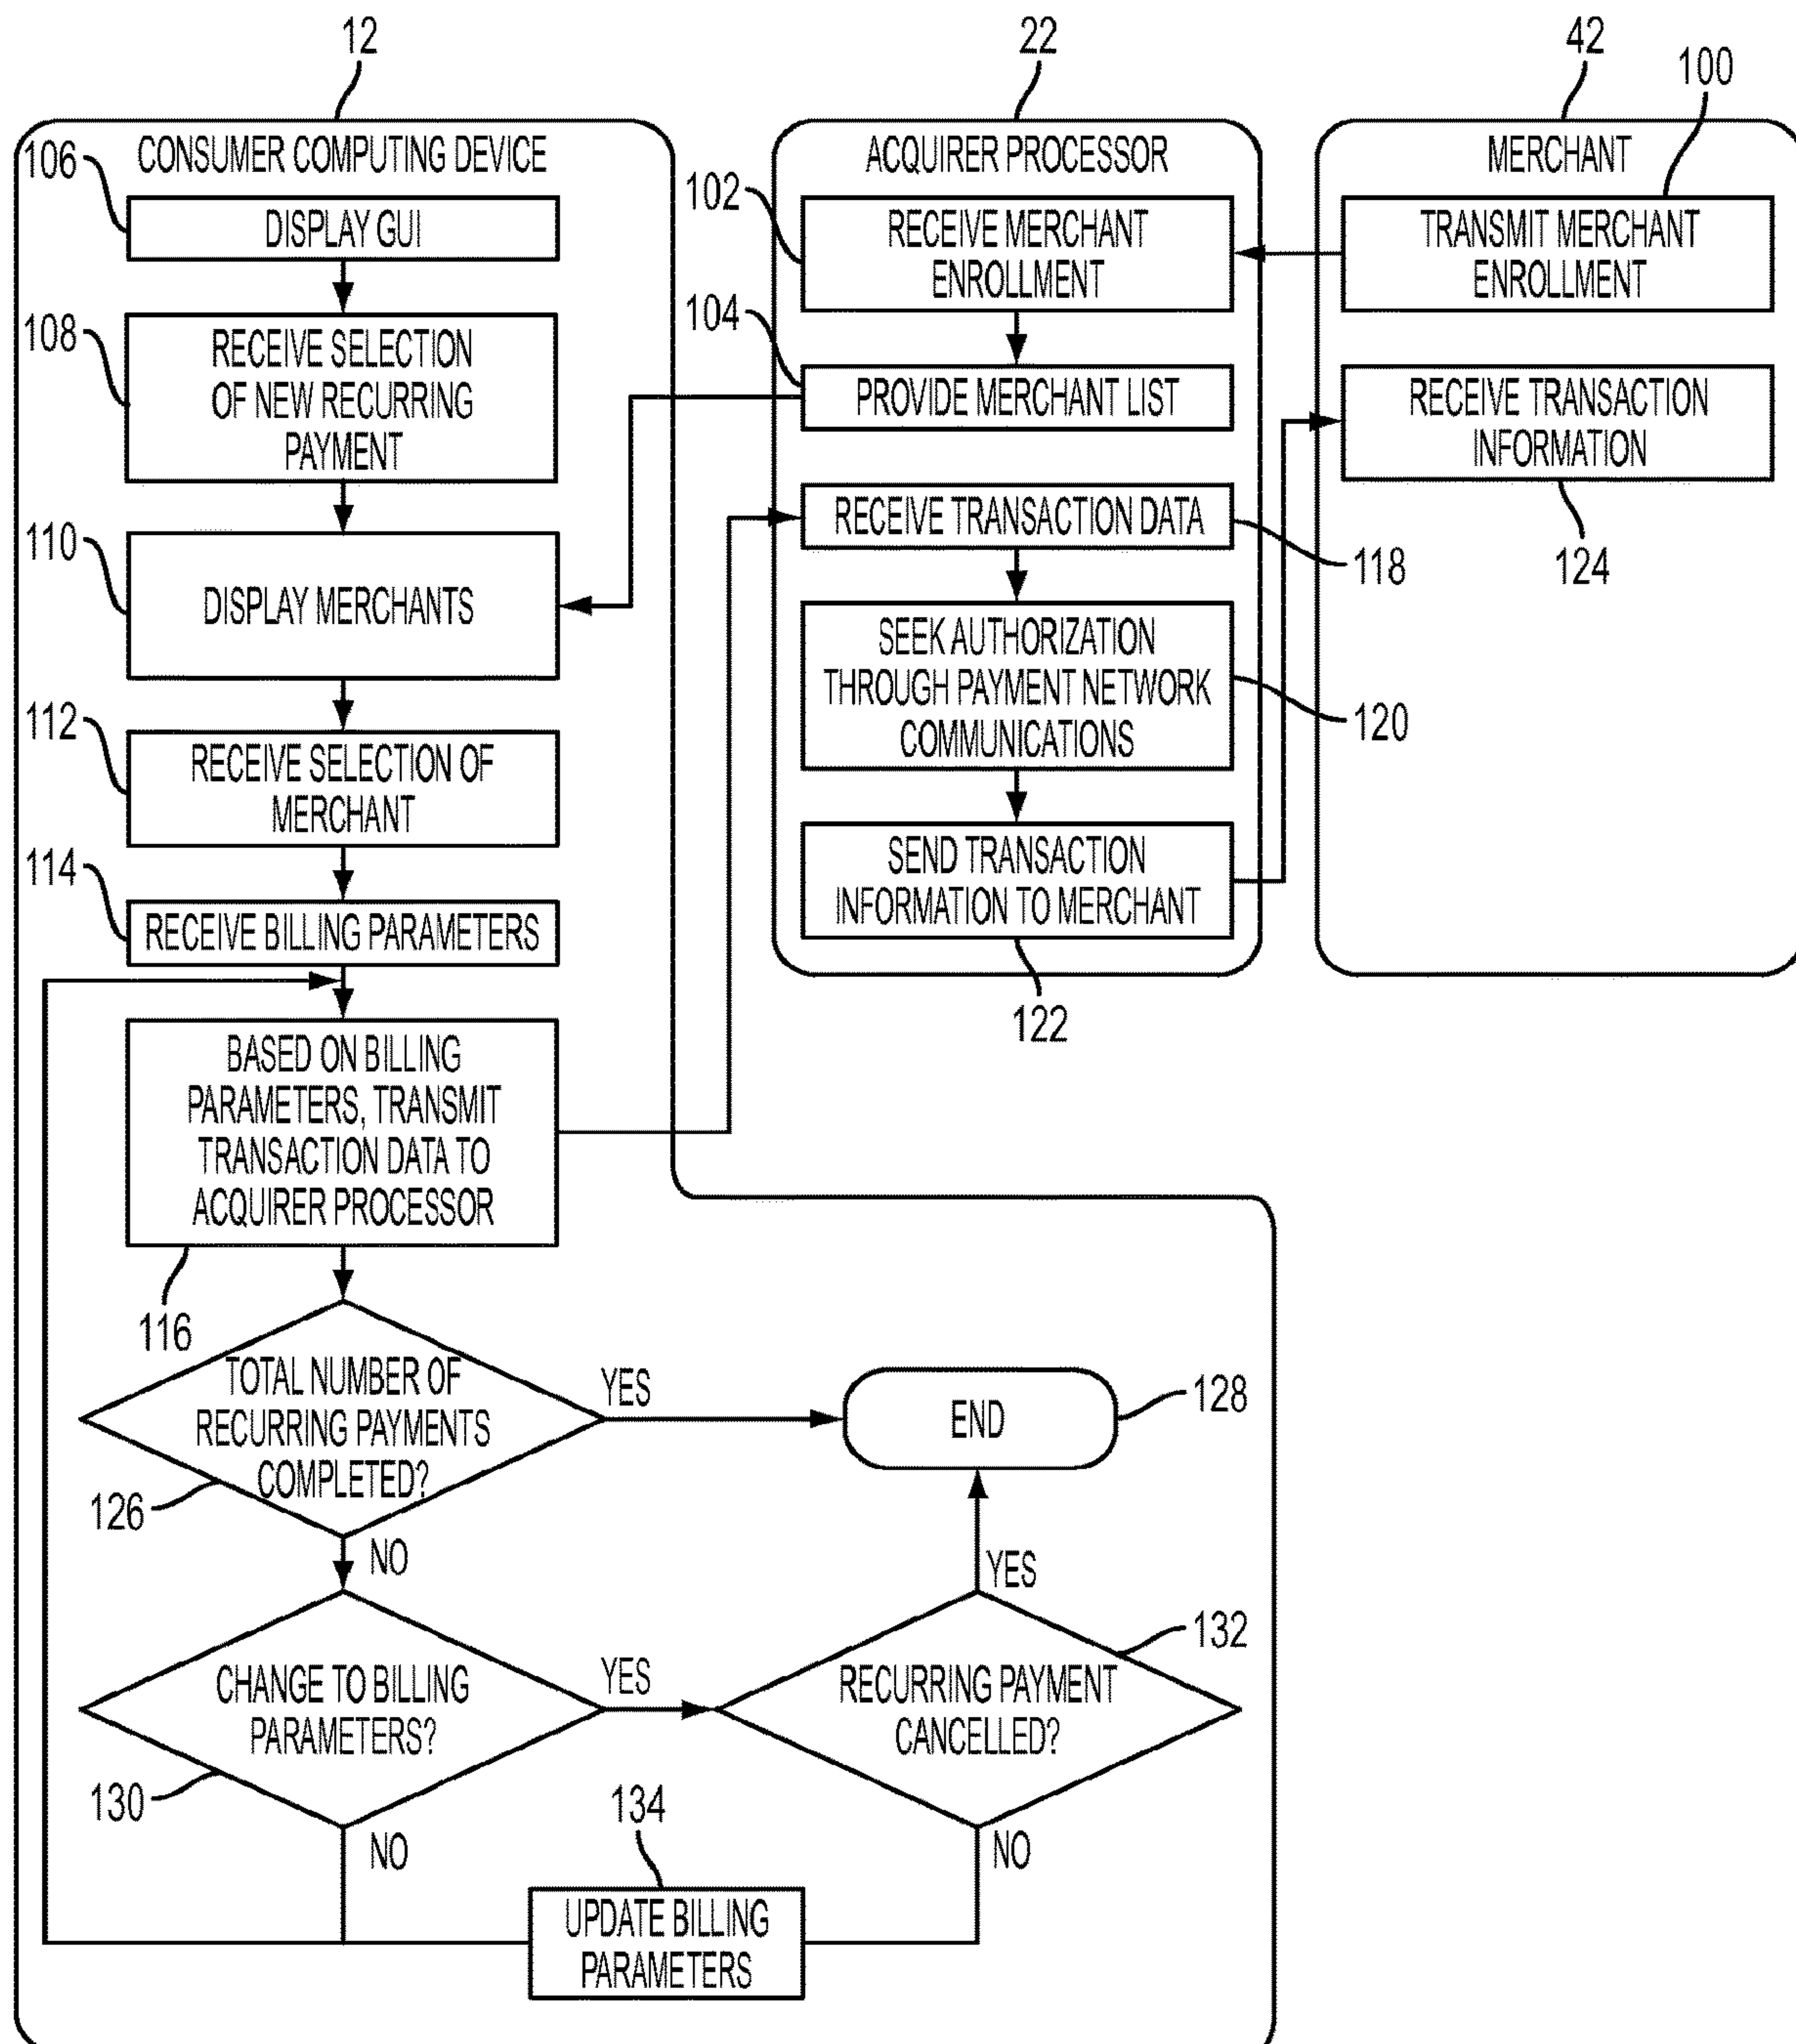 12
22
42
100
CONSUMER COMPUTING DEVICE
106
DISPLAY GUI
108
RECEIVE SELECTION
OF NEW RECURRING
PAYMENT
110
DISPLAY MERCHANTS
112
RECEIVE SELECTION OF
MERCHANT
114
RECEIVE BILLING PARAMETERS
BASED ON BILLING
PARAMETERS, TRANSMIT
TRANSACTION DATA TO
ACQUIRER PROCESSOR
116
ACQUIRER PROCESSOR
102
RECEIVE MERCHANT
ENROLLMENT
104
PROVIDE MERCHANT LIST
RECEIVE TRANSACTION DATA
118
SEEK AUTHORIZATION
THROUGH PAYMENT NETWORK
COMMUNICATIONS
120
SEND TRANSACTION
INFORMATION TO MERCHANT
122
MERCHANT
TRANSMIT MERCHANT
ENROLLMENT
RECEIVE TRANSACTION
INFORMATION
124
TOTAL NUMBER OF
RECURRING PAYMENTS
COMPLETED?
126
YES
END
128
NO
YES
CHANGE TO BILLING
PARAMETERS?
130
YES
RECURRING PAYMENT
CANCELLED?
132
NO
134
NO
UPDATE BILLING
PARAMETERS